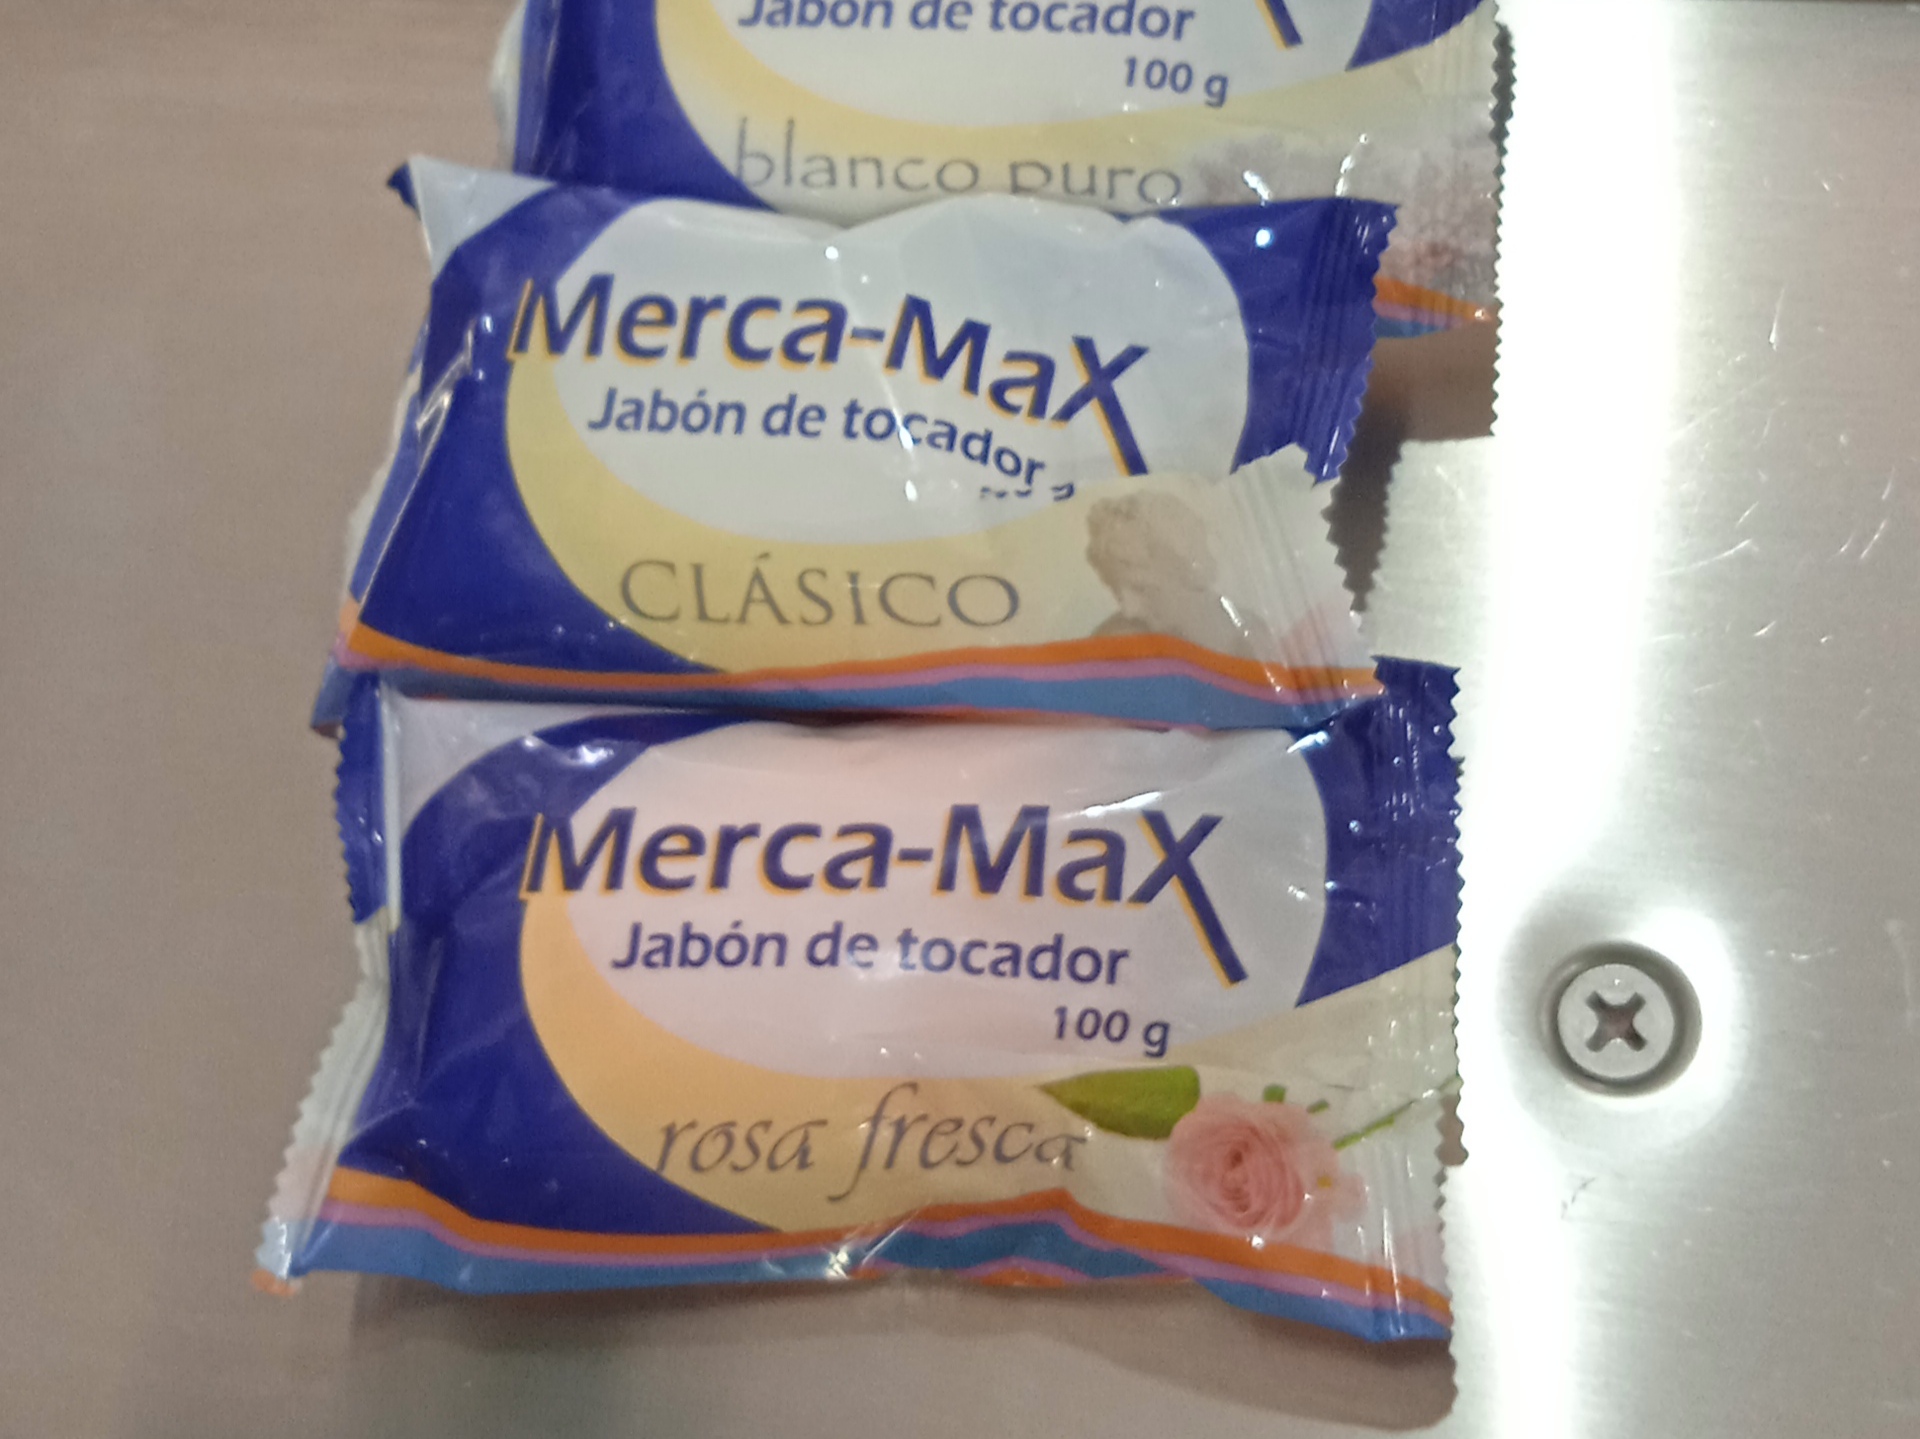 Jabón de tocador
100 g
blanco puro
Merca-MaX
Jabón de tocador
CLÁSICO
Merca-MaX
Jabón de tocador
100 g
rosa fresca